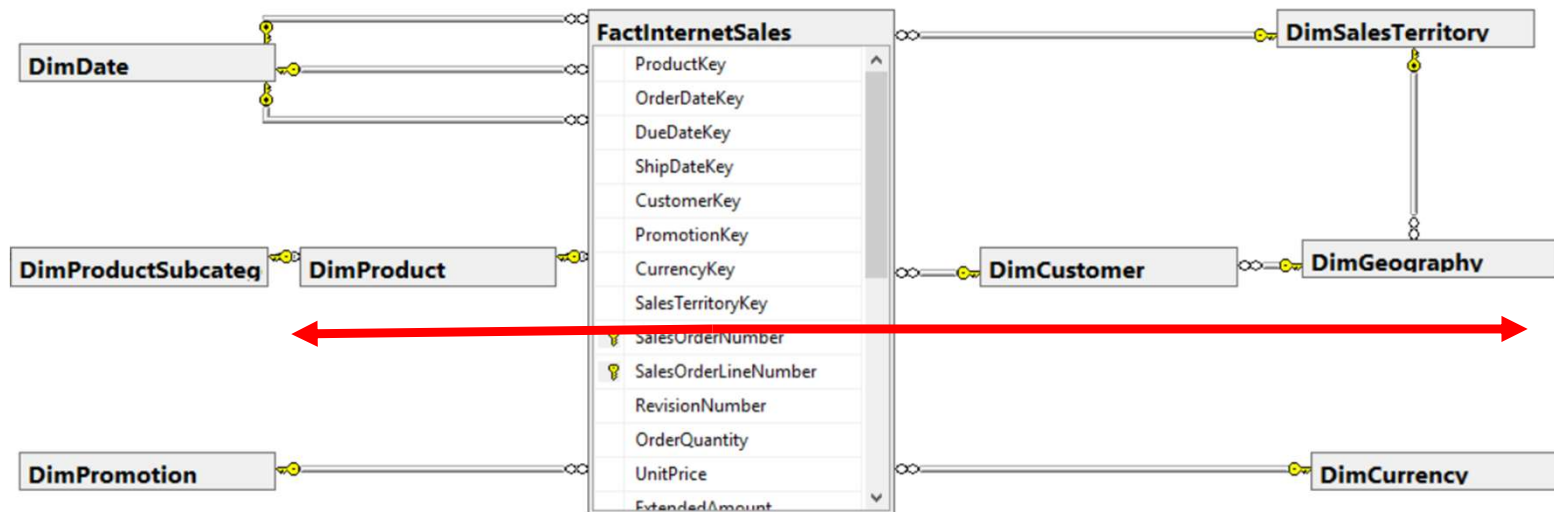 FactInternetSales
DimSalesTerritory
DimDate
ProductKey
OrderDateKey
DueDateKey
ShipDateKey
CustomerKey
PromotionKey
DimProductSubcateg
DimProduct
CurrencyKey
DimCustomer
DimGeography
SalesTerritoryKey
SalesOrderNumber
SalesOrderLineNumber
RevisionNumber
OrderQuantity
DimPromotion
UnitPrice
DimCurrency
ExtendedAmount